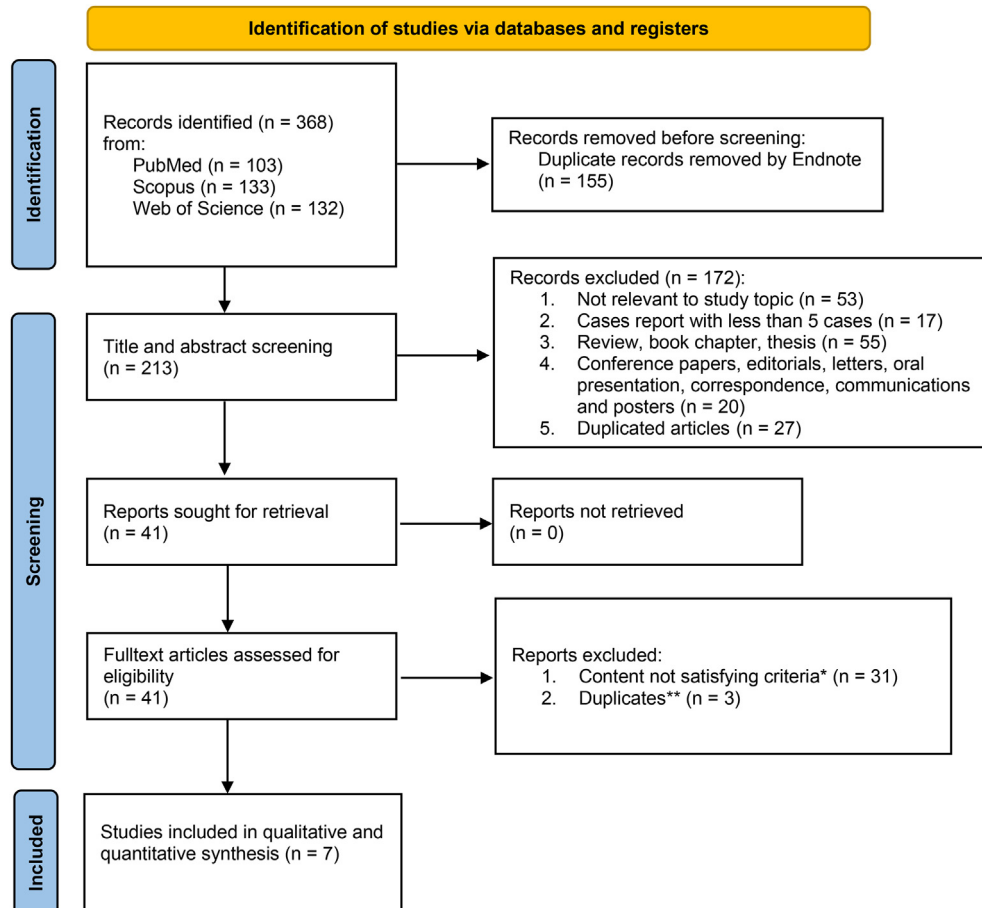 Identification of studies via databases and registers
Identification
Records identified (n = 368)
from:
PubMed (n = 103)
Scopus (n = 133)
Web of Science (n = 132)
Records removed before screening:
Duplicate records removed by Endnote
(n = 155)
Screening
Title and abstract screening
(n = 213)
Records excluded (n = 172):
1. Not relevant to study topic (n = 53)
2. Cases report with less than 5 cases (n = 17)
3. Review, book chapter, thesis (n = 55)
4. Conference papers, editorials, letters, oral
presentation, correspondence, communications
and posters (n = 20)
5. Duplicated articles (n = 27)
Reports sought for retrieval
(n = 41)
Reports not retrieved
(n = 0)
Fulltext articles assessed for
eligibility
(n = 41)
Reports excluded:
1. Content not satisfying criteria* (n = 31)
2. Duplicates** (n = 3)
Included
Studies included in qualitative and
quantitative synthesis (n = 7)